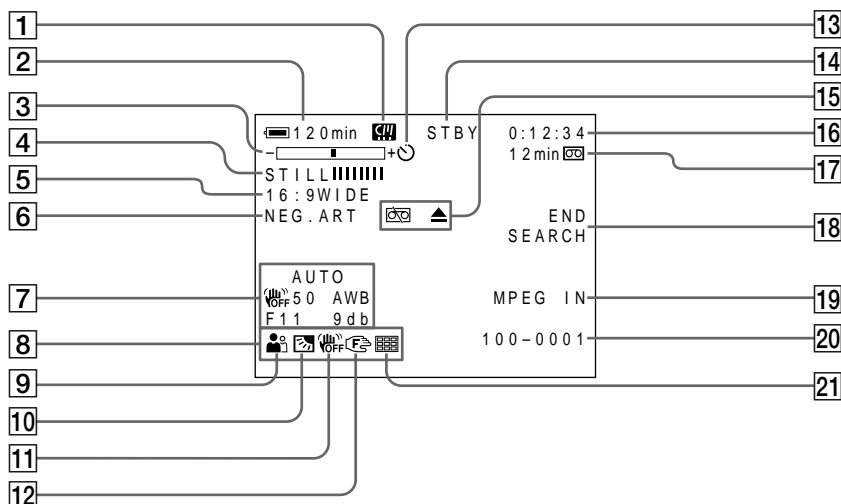 1
2
3
4
5
6
7
8
9
10
11
12
13
14
15
16
17
18
19
20
21
120min STBY 0:12:34
− + 12min
STILL
16:9WIDE
NEG.ART
END
SEARCH
AUTO
OFF 50 AWB
F11 9db
MPEG IN
OFF F
100–0001